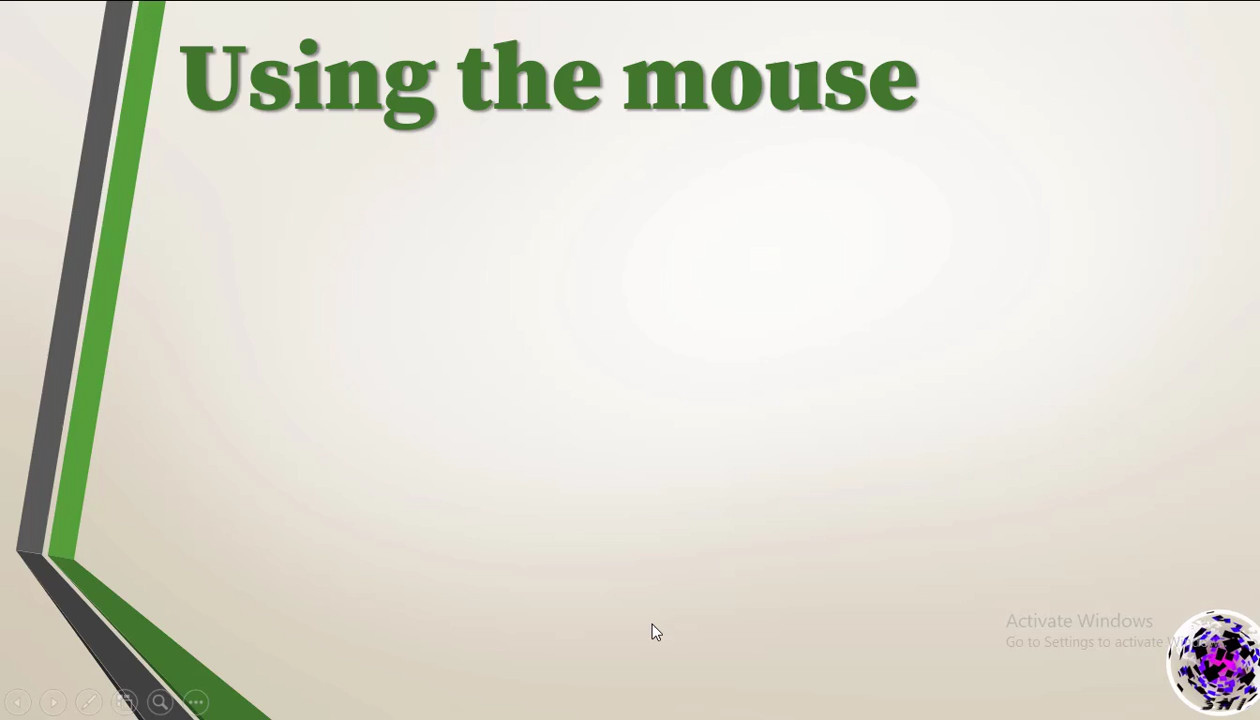 Using the mouse
Activate Windows
Go to Settings to activate